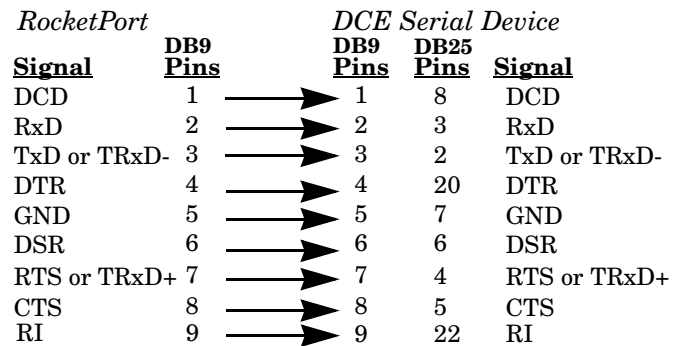 RocketPort DCE Serial Device
DB9 DB9 DB25
Signal Pins Pins Pins Signal
DCD 1 1 8 DCD
RxD 2 2 3 RxD
TxD or TRxD- 3 3 2 TxD or TRxD-
DTR 4 4 20 DTR
GND 5 5 7 GND
DSR 6 6 6 DSR
RTS or TRxD+ 7 7 4 RTS or TRxD+
CTS 8 8 5 CTS
RI 9 9 22 RI